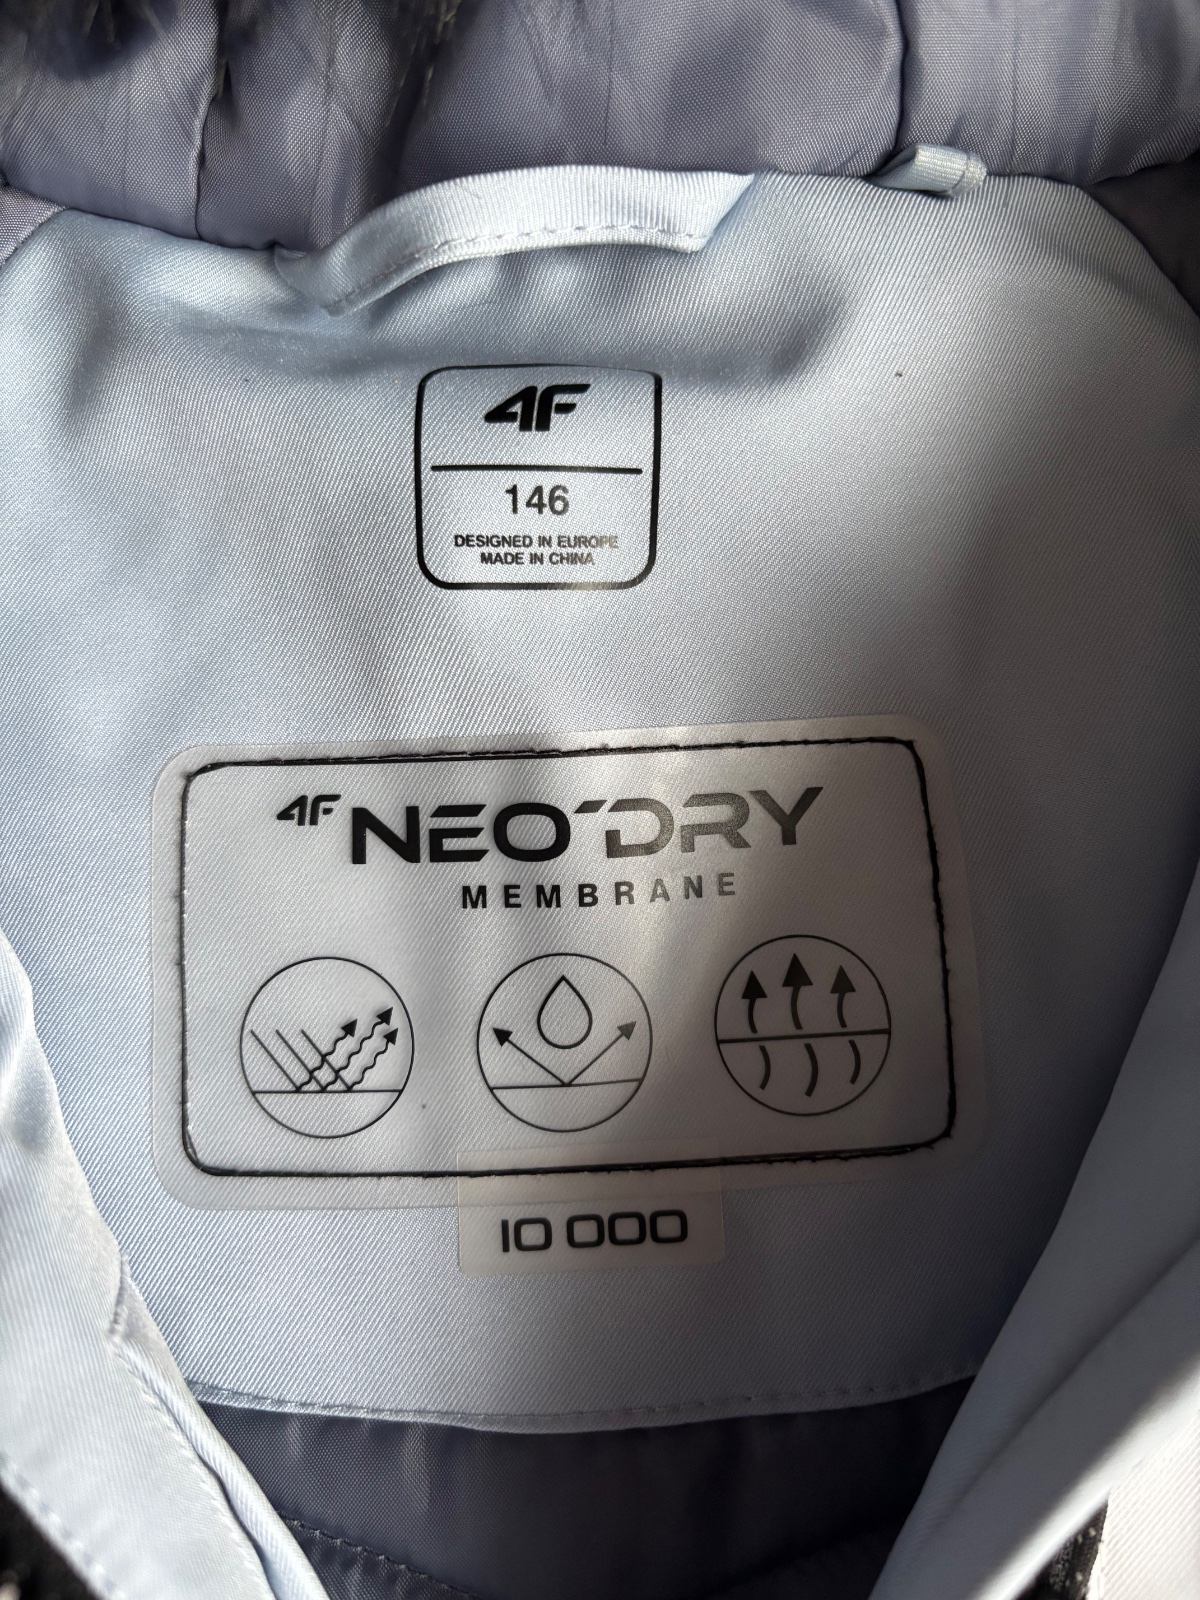 4F
146
DESIGNED IN EUROPE
MADE IN CHINA
4F NEO'DRY
MEMBRANE
10 000